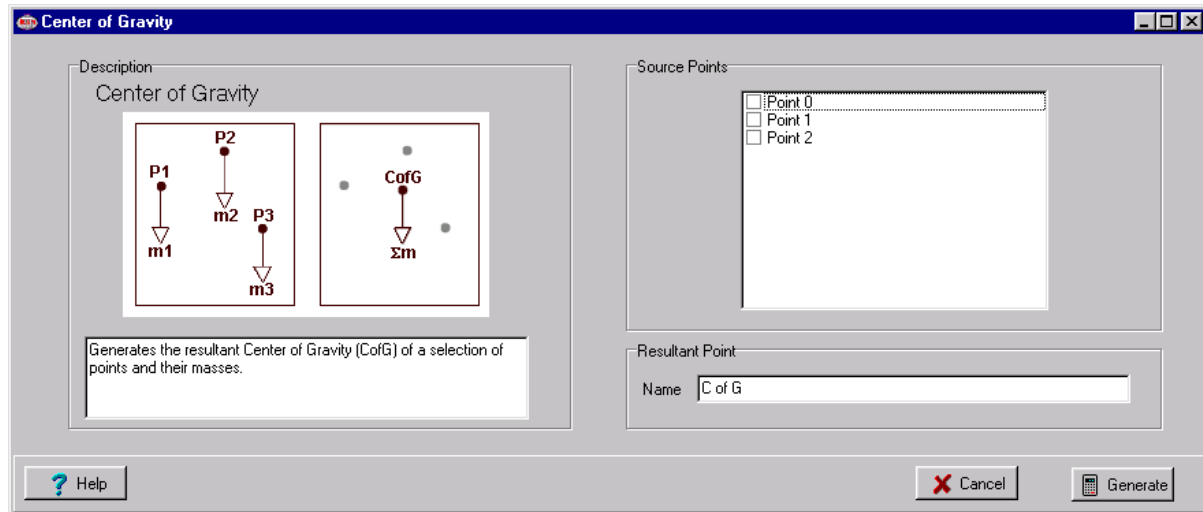 Center of Gravity
Description
Center of Gravity
P2
P1
m2
P3
m1
m3
CofG
Σm
Generates the resultant Center of Gravity (CofG) of a selection of
points and their masses.
Source Points
Point 0
Point 1
Point 2
Resultant Point
Name C of G
Help
Cancel
Generate